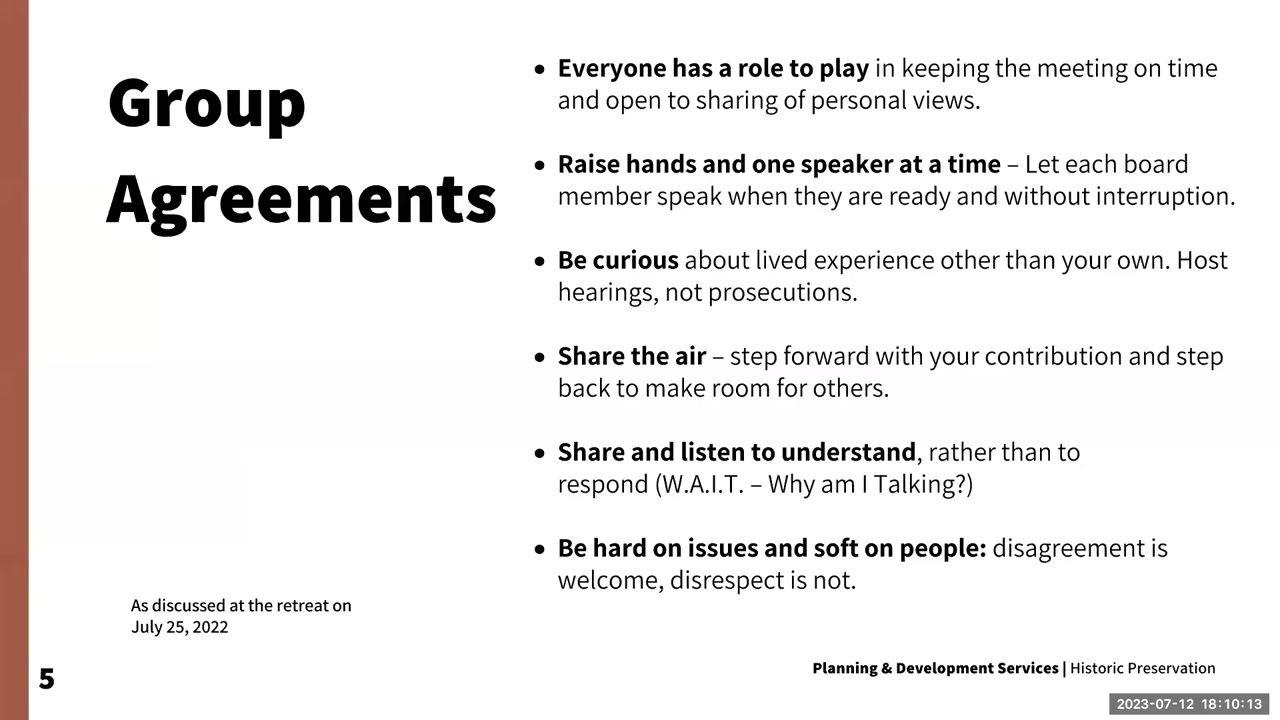 Group
Agreements
• Everyone has a role to play in keeping the meeting on time
and open to sharing of personal views.
• Raise hands and one speaker at a time – Let each board
member speak when they are ready and without interruption.
• Be curious about lived experience other than your own. Host
hearings, not prosecutions.
• Share the air – step forward with your contribution and step
back to make room for others.
• Share and listen to understand, rather than to
respond (W.A.I.T. – Why am I Talking?)
• Be hard on issues and soft on people: disagreement is
welcome, disrespect is not.
As discussed at the retreat on
July 25, 2022
5
Planning & Development Services | Historic Preservation
2023-07-12 18:10:13